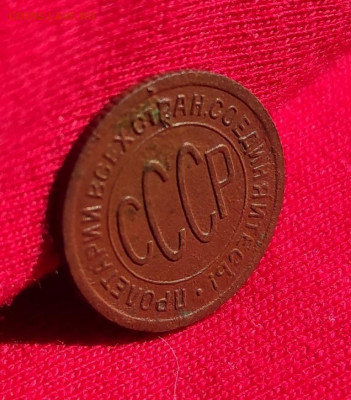 ПРОЛЕТАРИИ ВСЕХ СТРАН, СОЕДИНЯЙТЕСЬ!
СССР